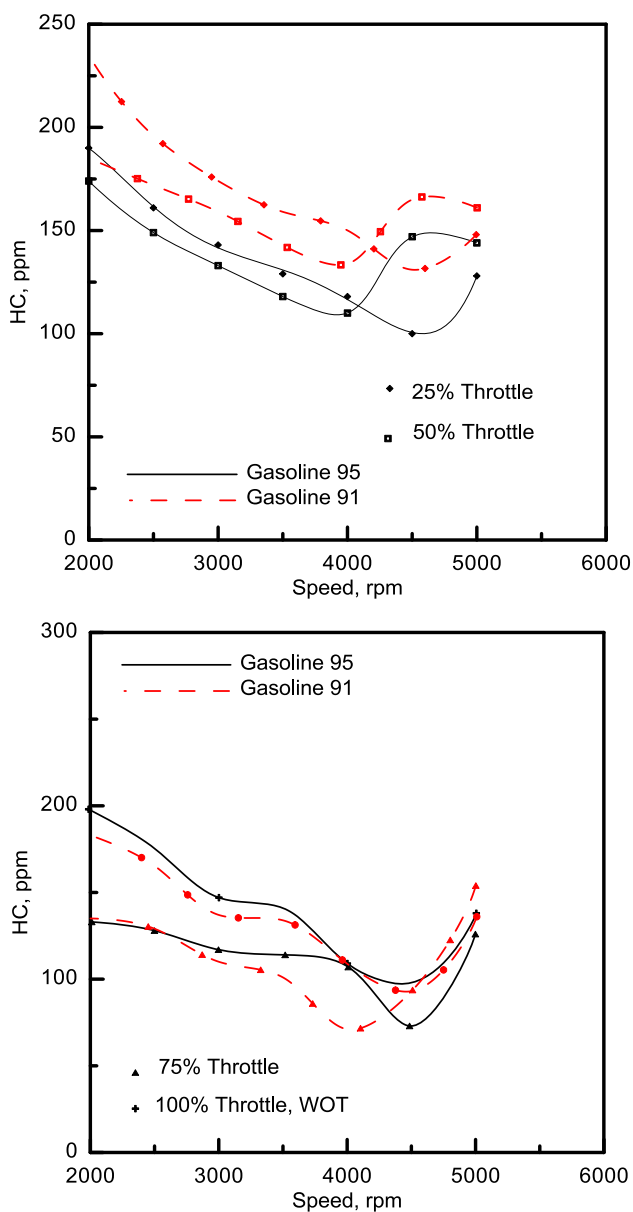 250
200
150
100
50
0
HC, ppm
25% Throttle
50% Throttle
Gasoline 95
Gasoline 91
2000 3000 4000 5000 6000
Speed, rpm
300
200
100
0
HC, ppm
Gasoline 95
Gasoline 91
75% Throttle
100% Throttle, WOT
2000 3000 4000 5000 6000
Speed, rpm